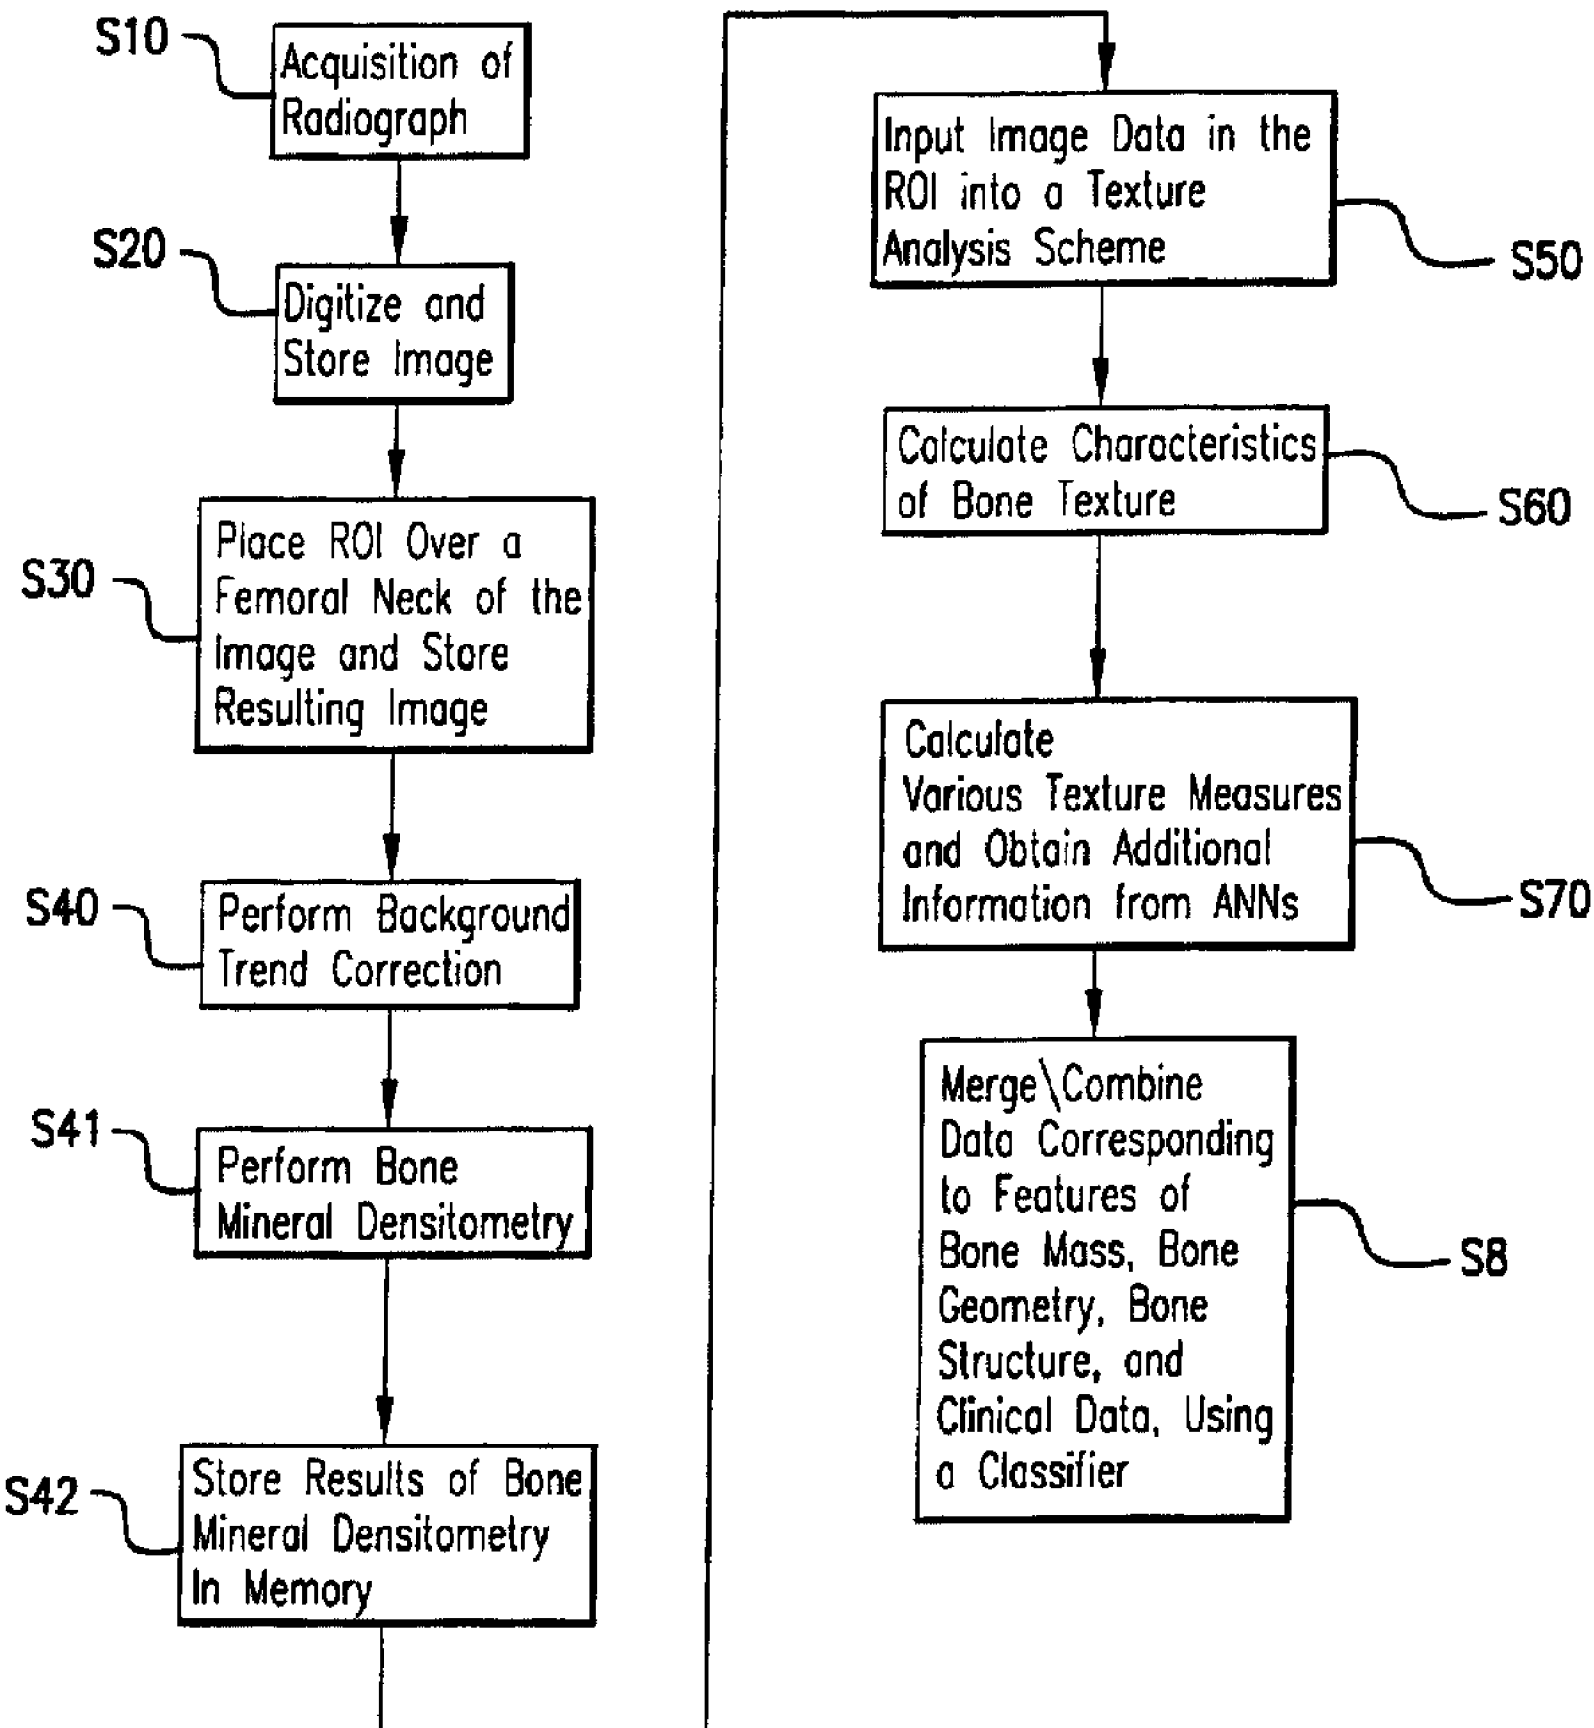 S10
Acquisition of
Radiograph
S20
Digitize and
Store Image
S30
Place ROI Over a
Femoral Neck of the
Image and Store
Resulting Image
S40
Perform Background
Trend Correction
S41
Perform Bone
Mineral Densitometry
S42
Store Results of Bone
Mineral Densitometry
In Memory
Input Image Data in the
ROI into a Texture
Analysis Scheme
S50
Calculate Characteristics
of Bone Texture
S60
Calculate
Various Texture Measures
and Obtain Additional
Information from ANNs
S70
Merge\Combine
Data Corresponding
to Features of
Bone Mass, Bone
Geometry, Bone
Structure, and
Clinical Data, Using
a Classifier
S8